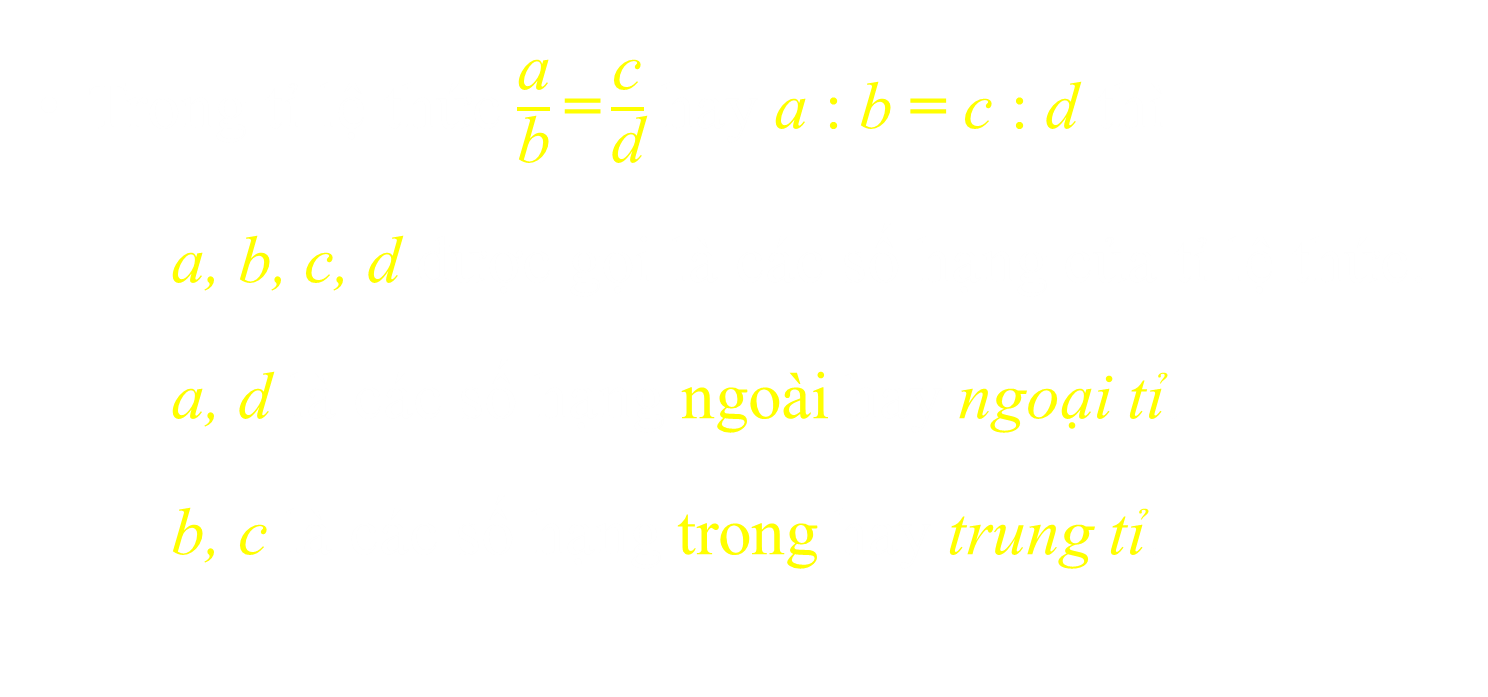 a/b = c/d a : b = c : d
a, b, c, d
a, d ngoài ngoại tỉ
b, c trong trung tỉ